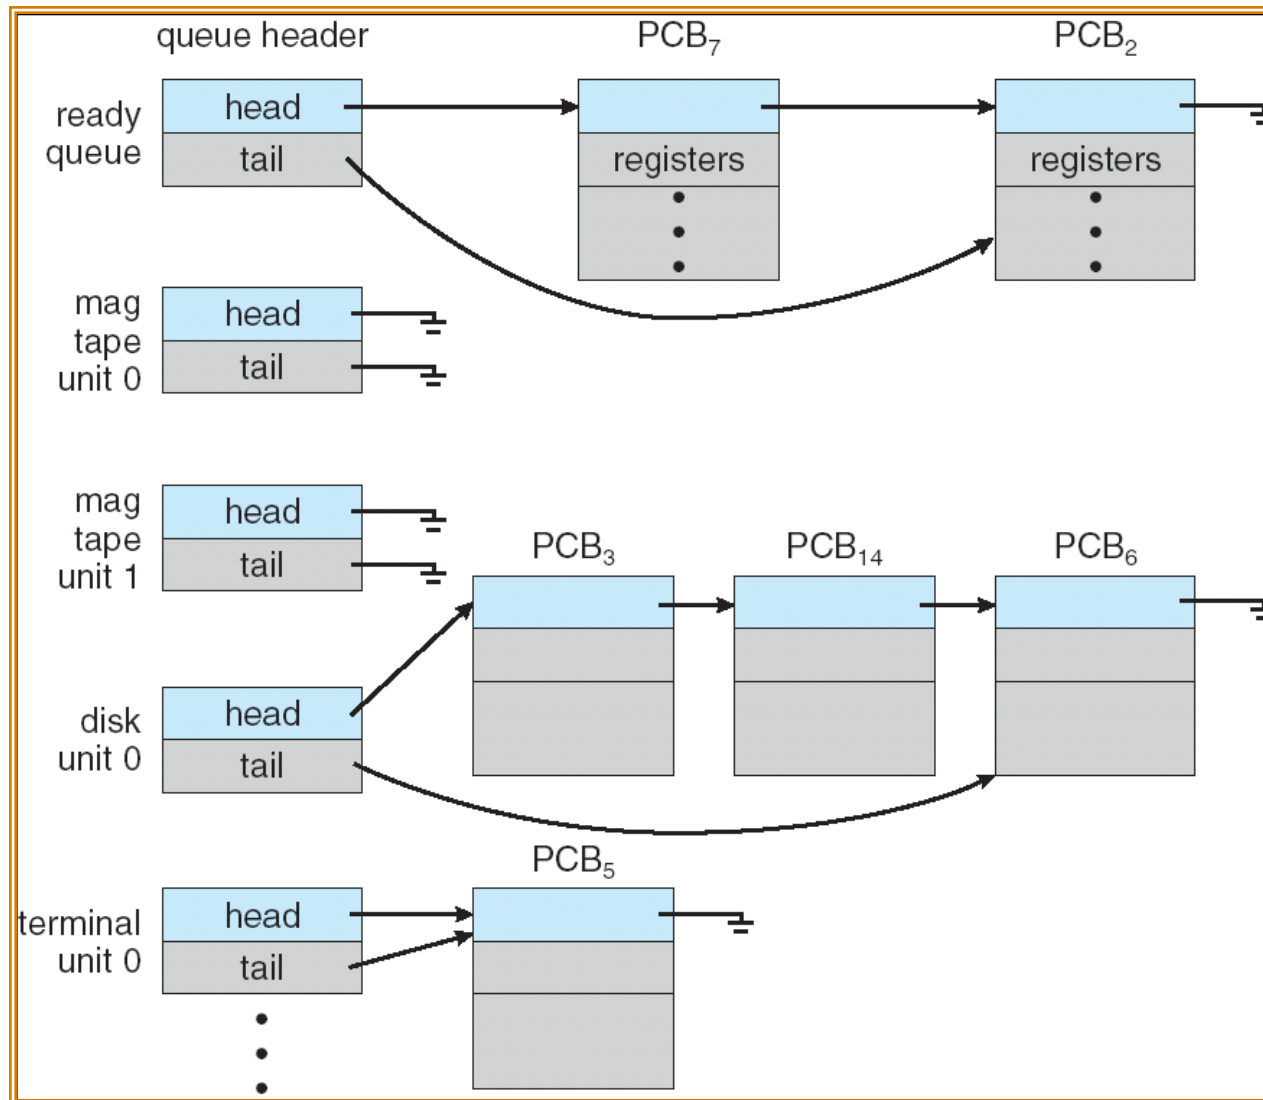 queue header
PCB₇
PCB₂
ready
queue
head
tail
registers
registers
mag
tape
unit 0
head
tail
mag
tape
unit 1
head
tail
PCB₃
PCB₁₄
PCB₆
disk
unit 0
head
tail
PCB₅
terminal
unit 0
head
tail